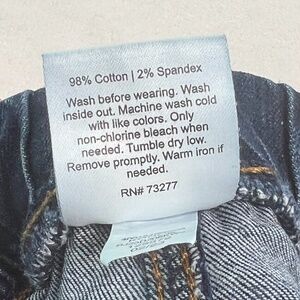 98% Cotton | 2% Spandex
Wash before wearing. Wash
inside out. Machine wash cold
with like colors. Only
non-chlorine bleach when
needed. Tumble dry low.
Remove promptly. Warm iron if
needed.
RN# 73277